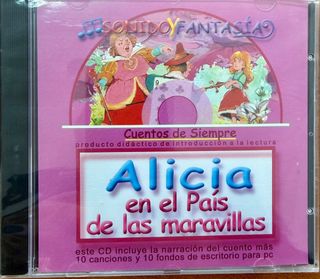 SONIDO Y FANTASÍA
Cuentos de Siempre
producto didáctico de introducción a la lectura
Alicia
en el País
de las maravillas
este CD incluye la narración del cuento más
10 canciones y 10 fondos de escritorio para pc